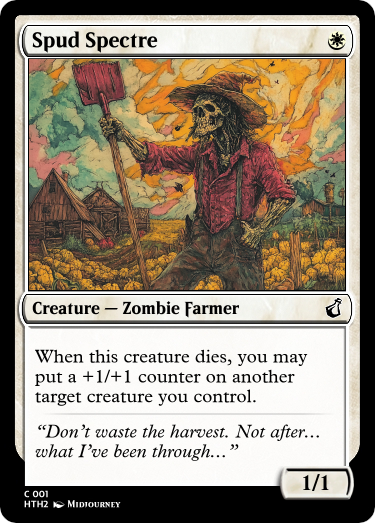 Spud Spectre
Creature — Zombie Farmer
When this creature dies, you may
put a +1/+1 counter on another
target creature you control.
“Don’t waste the harvest. Not after…
what I’ve been through…”
1/1
C 001
HTH2 Midjourney